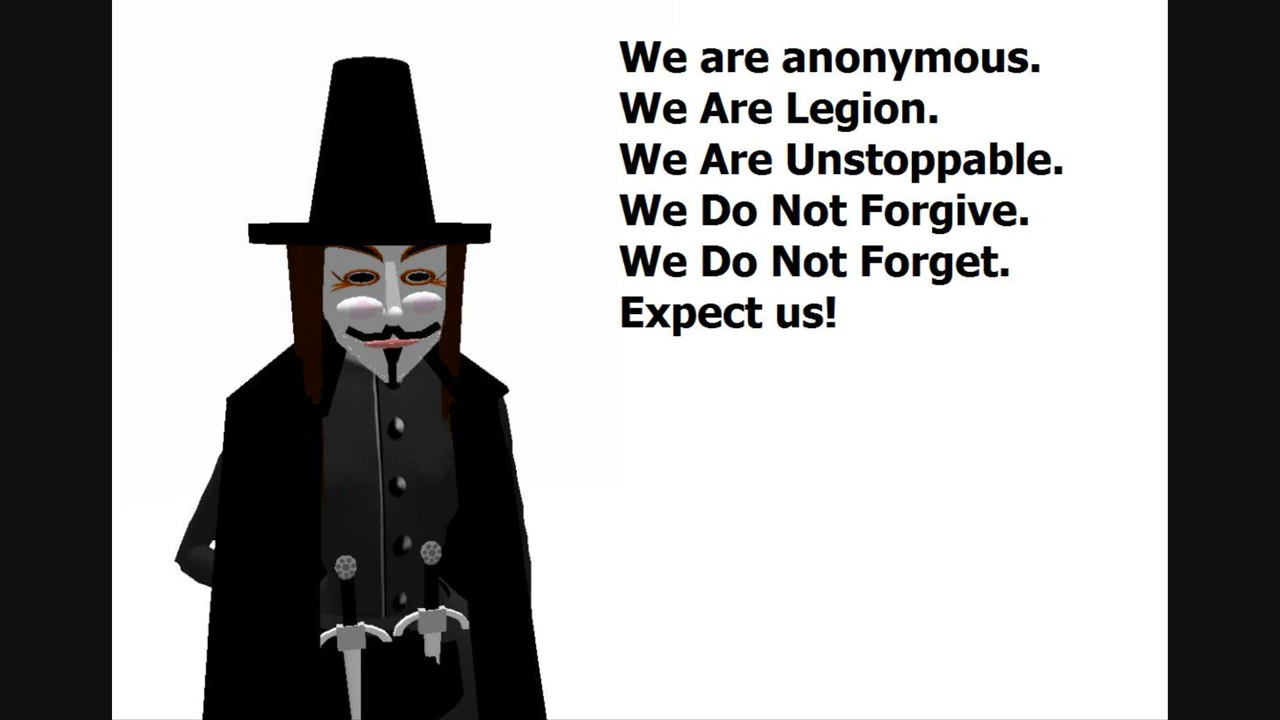 We are anonymous.
We Are Legion.
We Are Unstoppable.
We Do Not Forgive.
We Do Not Forget.
Expect us!